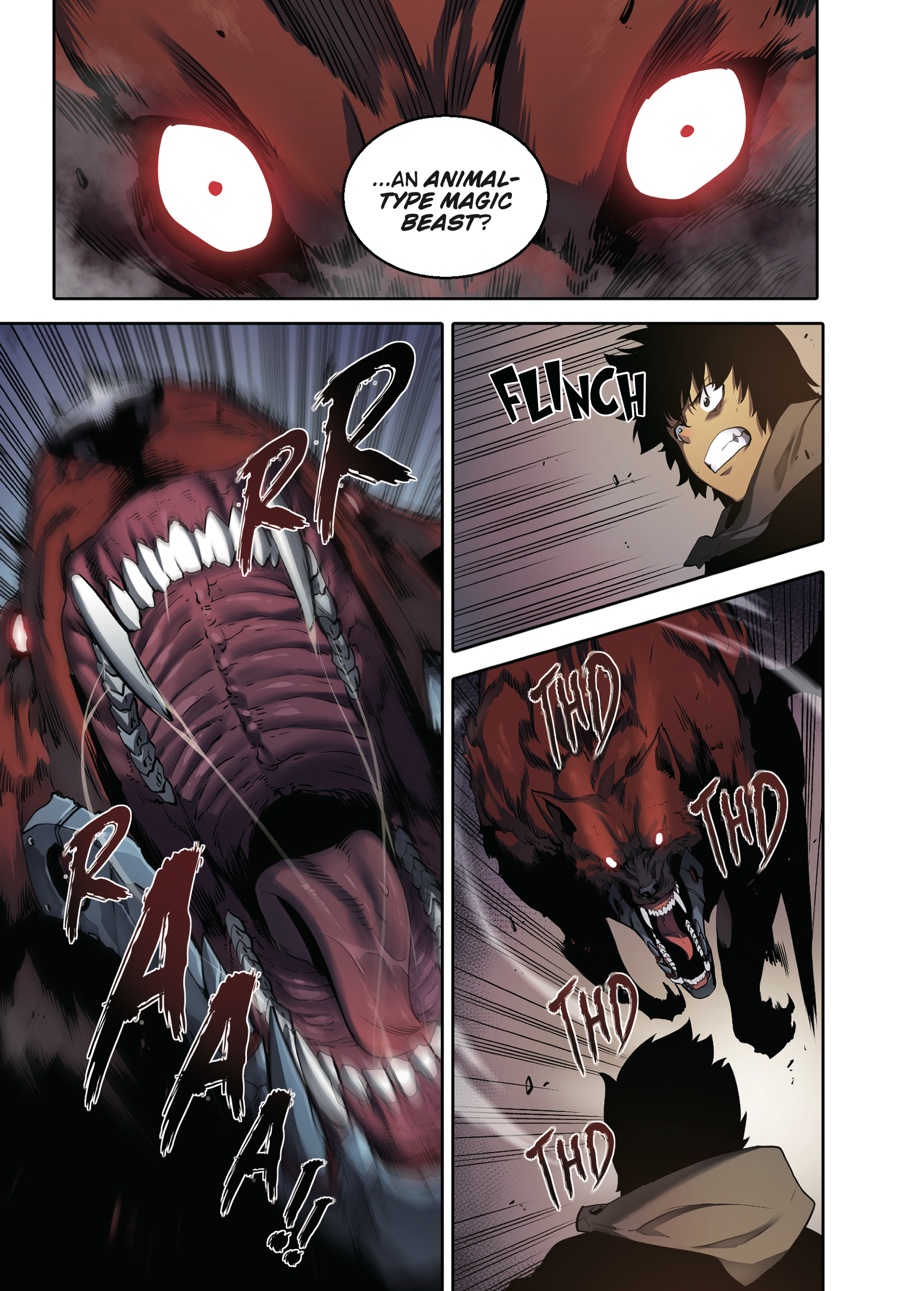 ...AN ANIMAL-
TYPE MAGIC
BEAST?
RR
RAAA!!
FLINCH
THD
THD
THD
THD